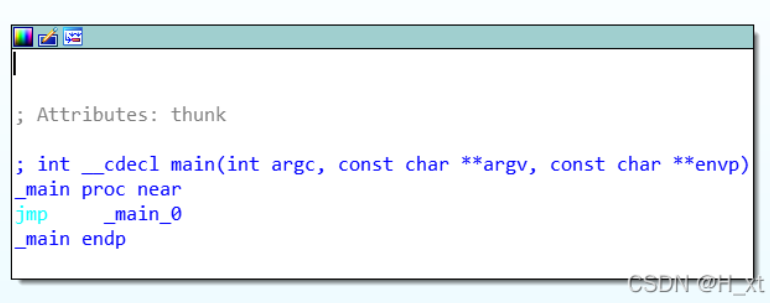 ; Attributes: thunk
; int __cdecl main(int argc, const char **argv, const char **envp)
_main proc near
jmp     _main_0
_main endp
CSDN @H_xt